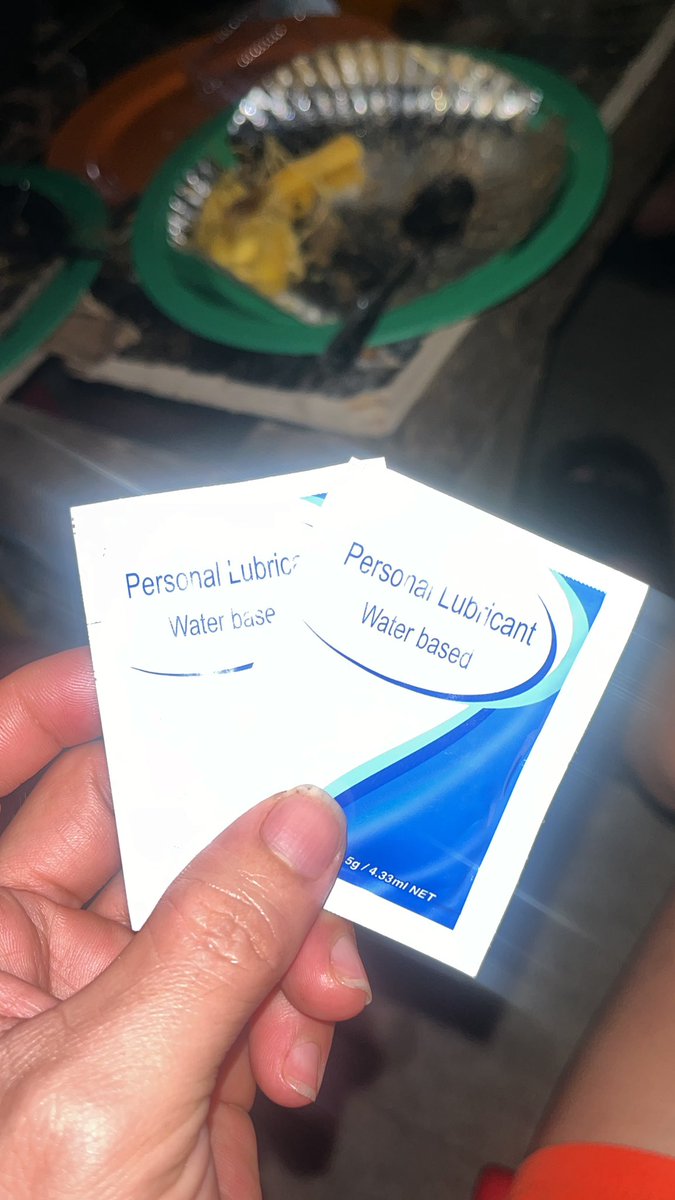 Personal Lubrica
Water base
Personal Lubricant
Water based
5g / 4.33ml NET